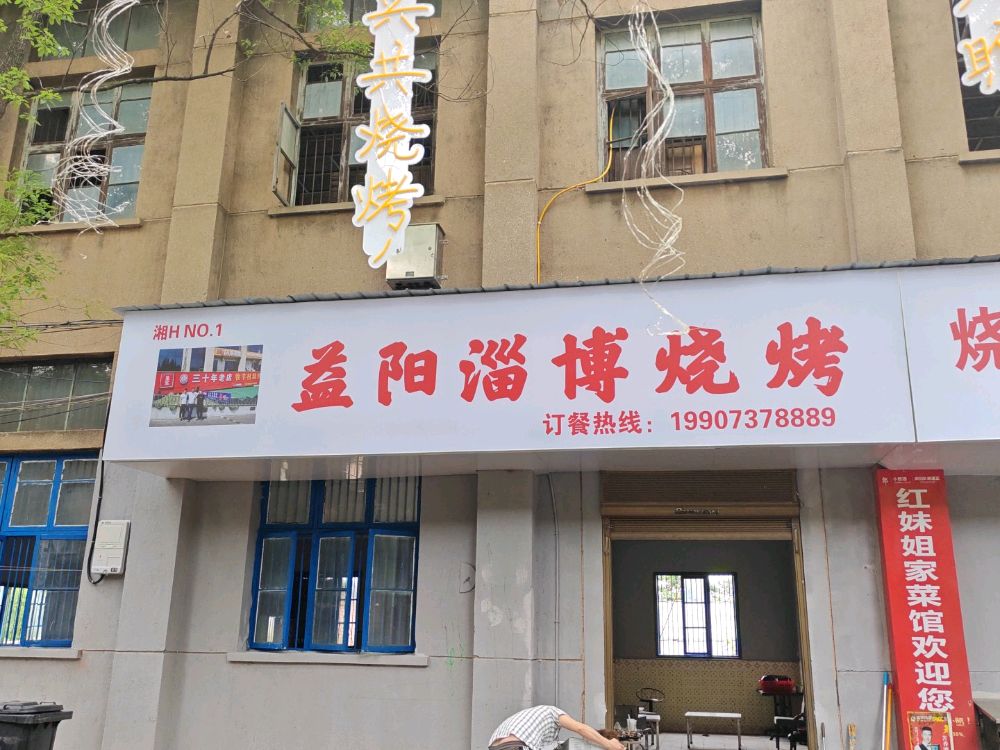 共烧烤
湘H NO.1
三十年老店
益阳淄博烧烤
订餐热线：19907378889
烧
红妹姐家菜馆欢迎您